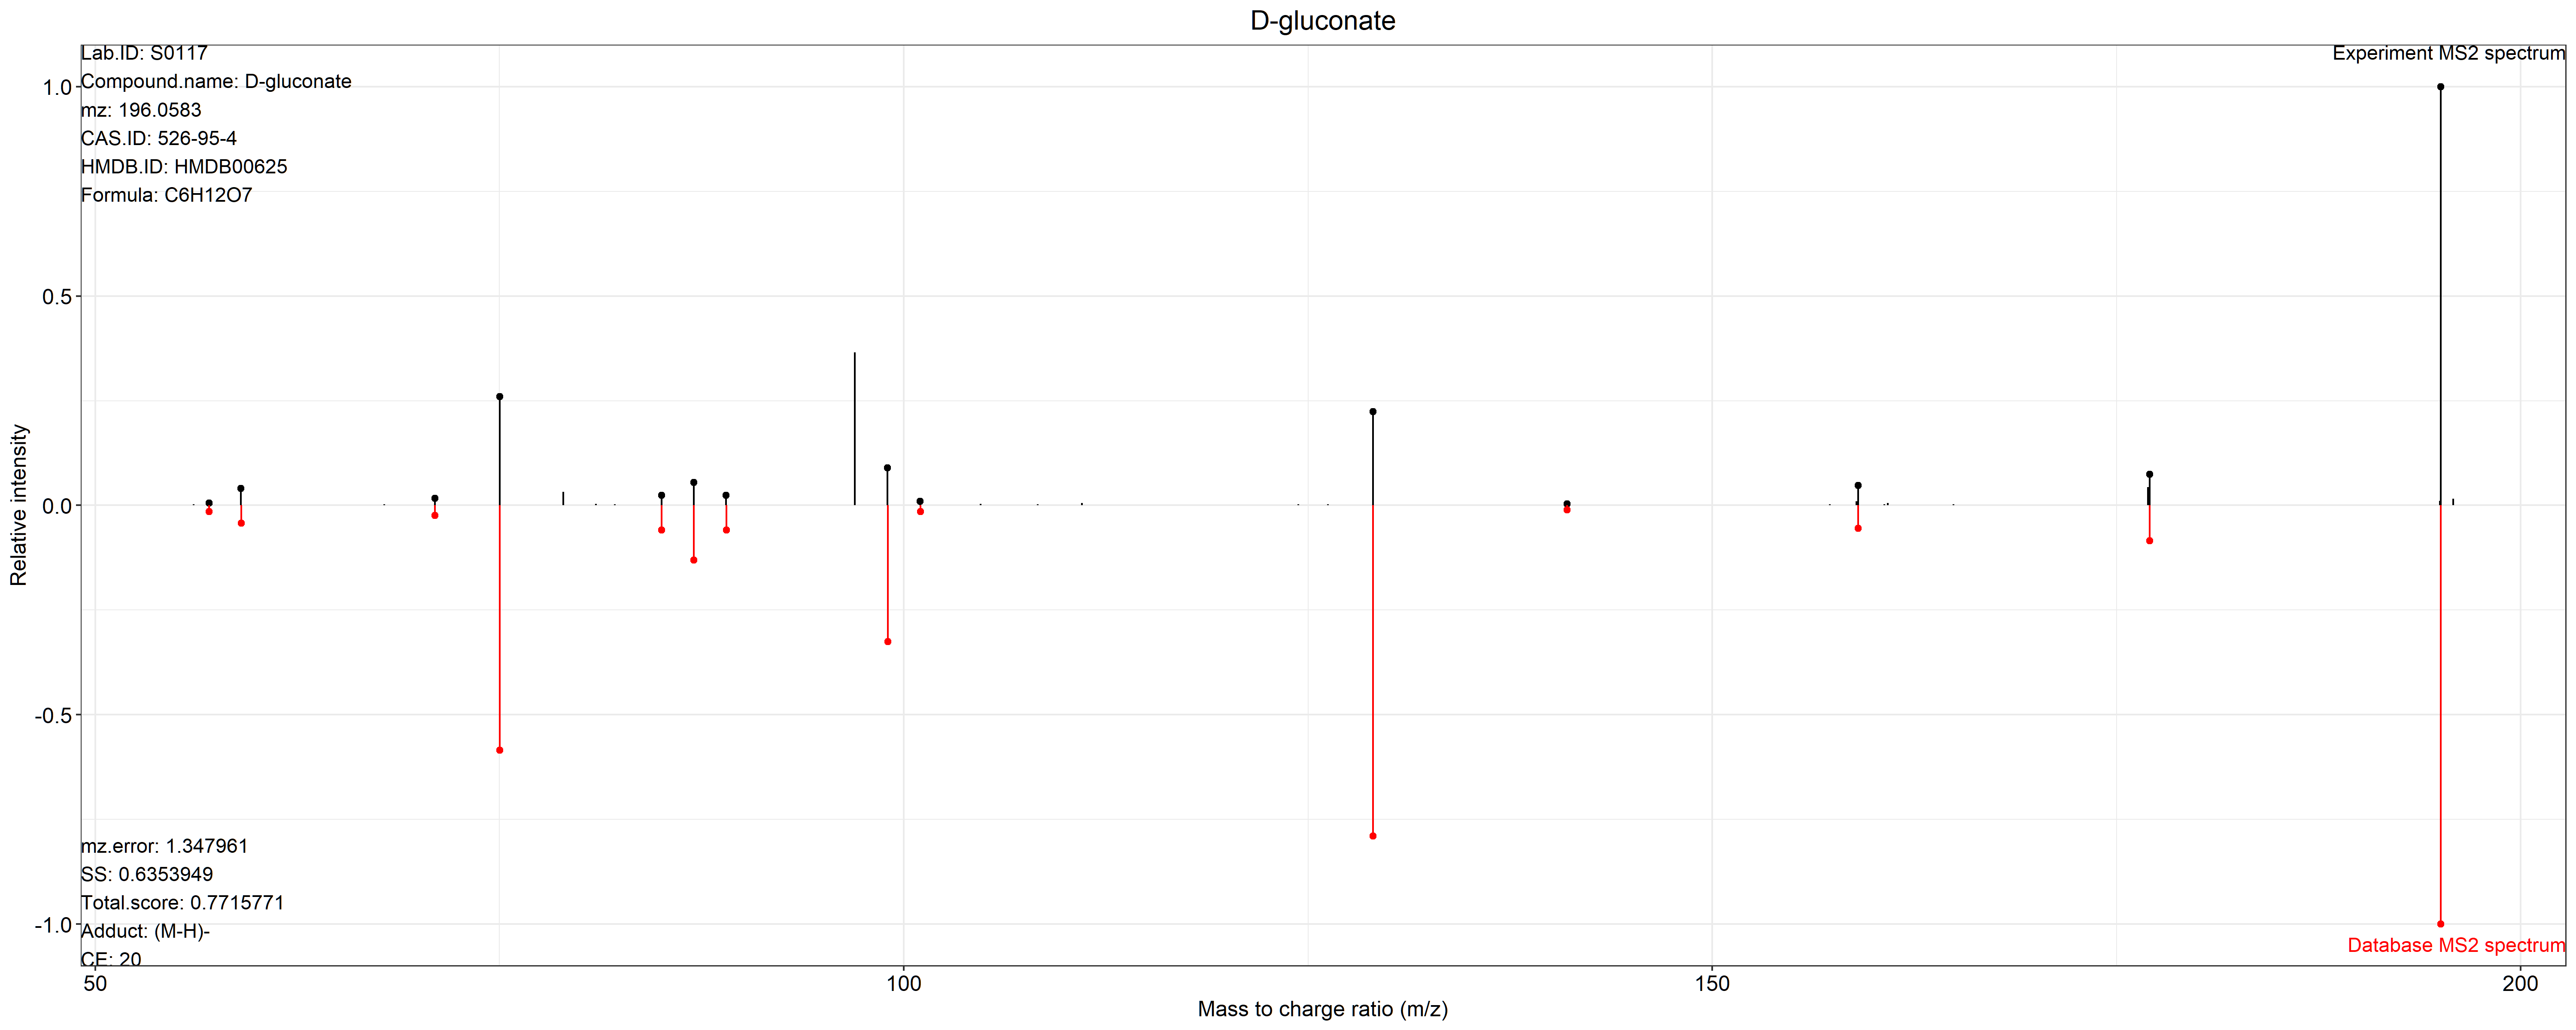 D-gluconate
Lab.ID: S0117
Experiment MS2 spectrum
Compound.name: D-gluconate
mz: 196.0583
CAS.ID: 526-95-4
HMDB.ID: HMDB00625
Formula: C6H12O7
1.0
0.5
0.0
-0.5
-1.0
Relative intensity
mz.error: 1.347961
SS: 0.6353949
Total.score: 0.7715771
Adduct: (M-H)-
CE: 20
Database MS2 spectrum
50
100
150
200
Mass to charge ratio (m/z)